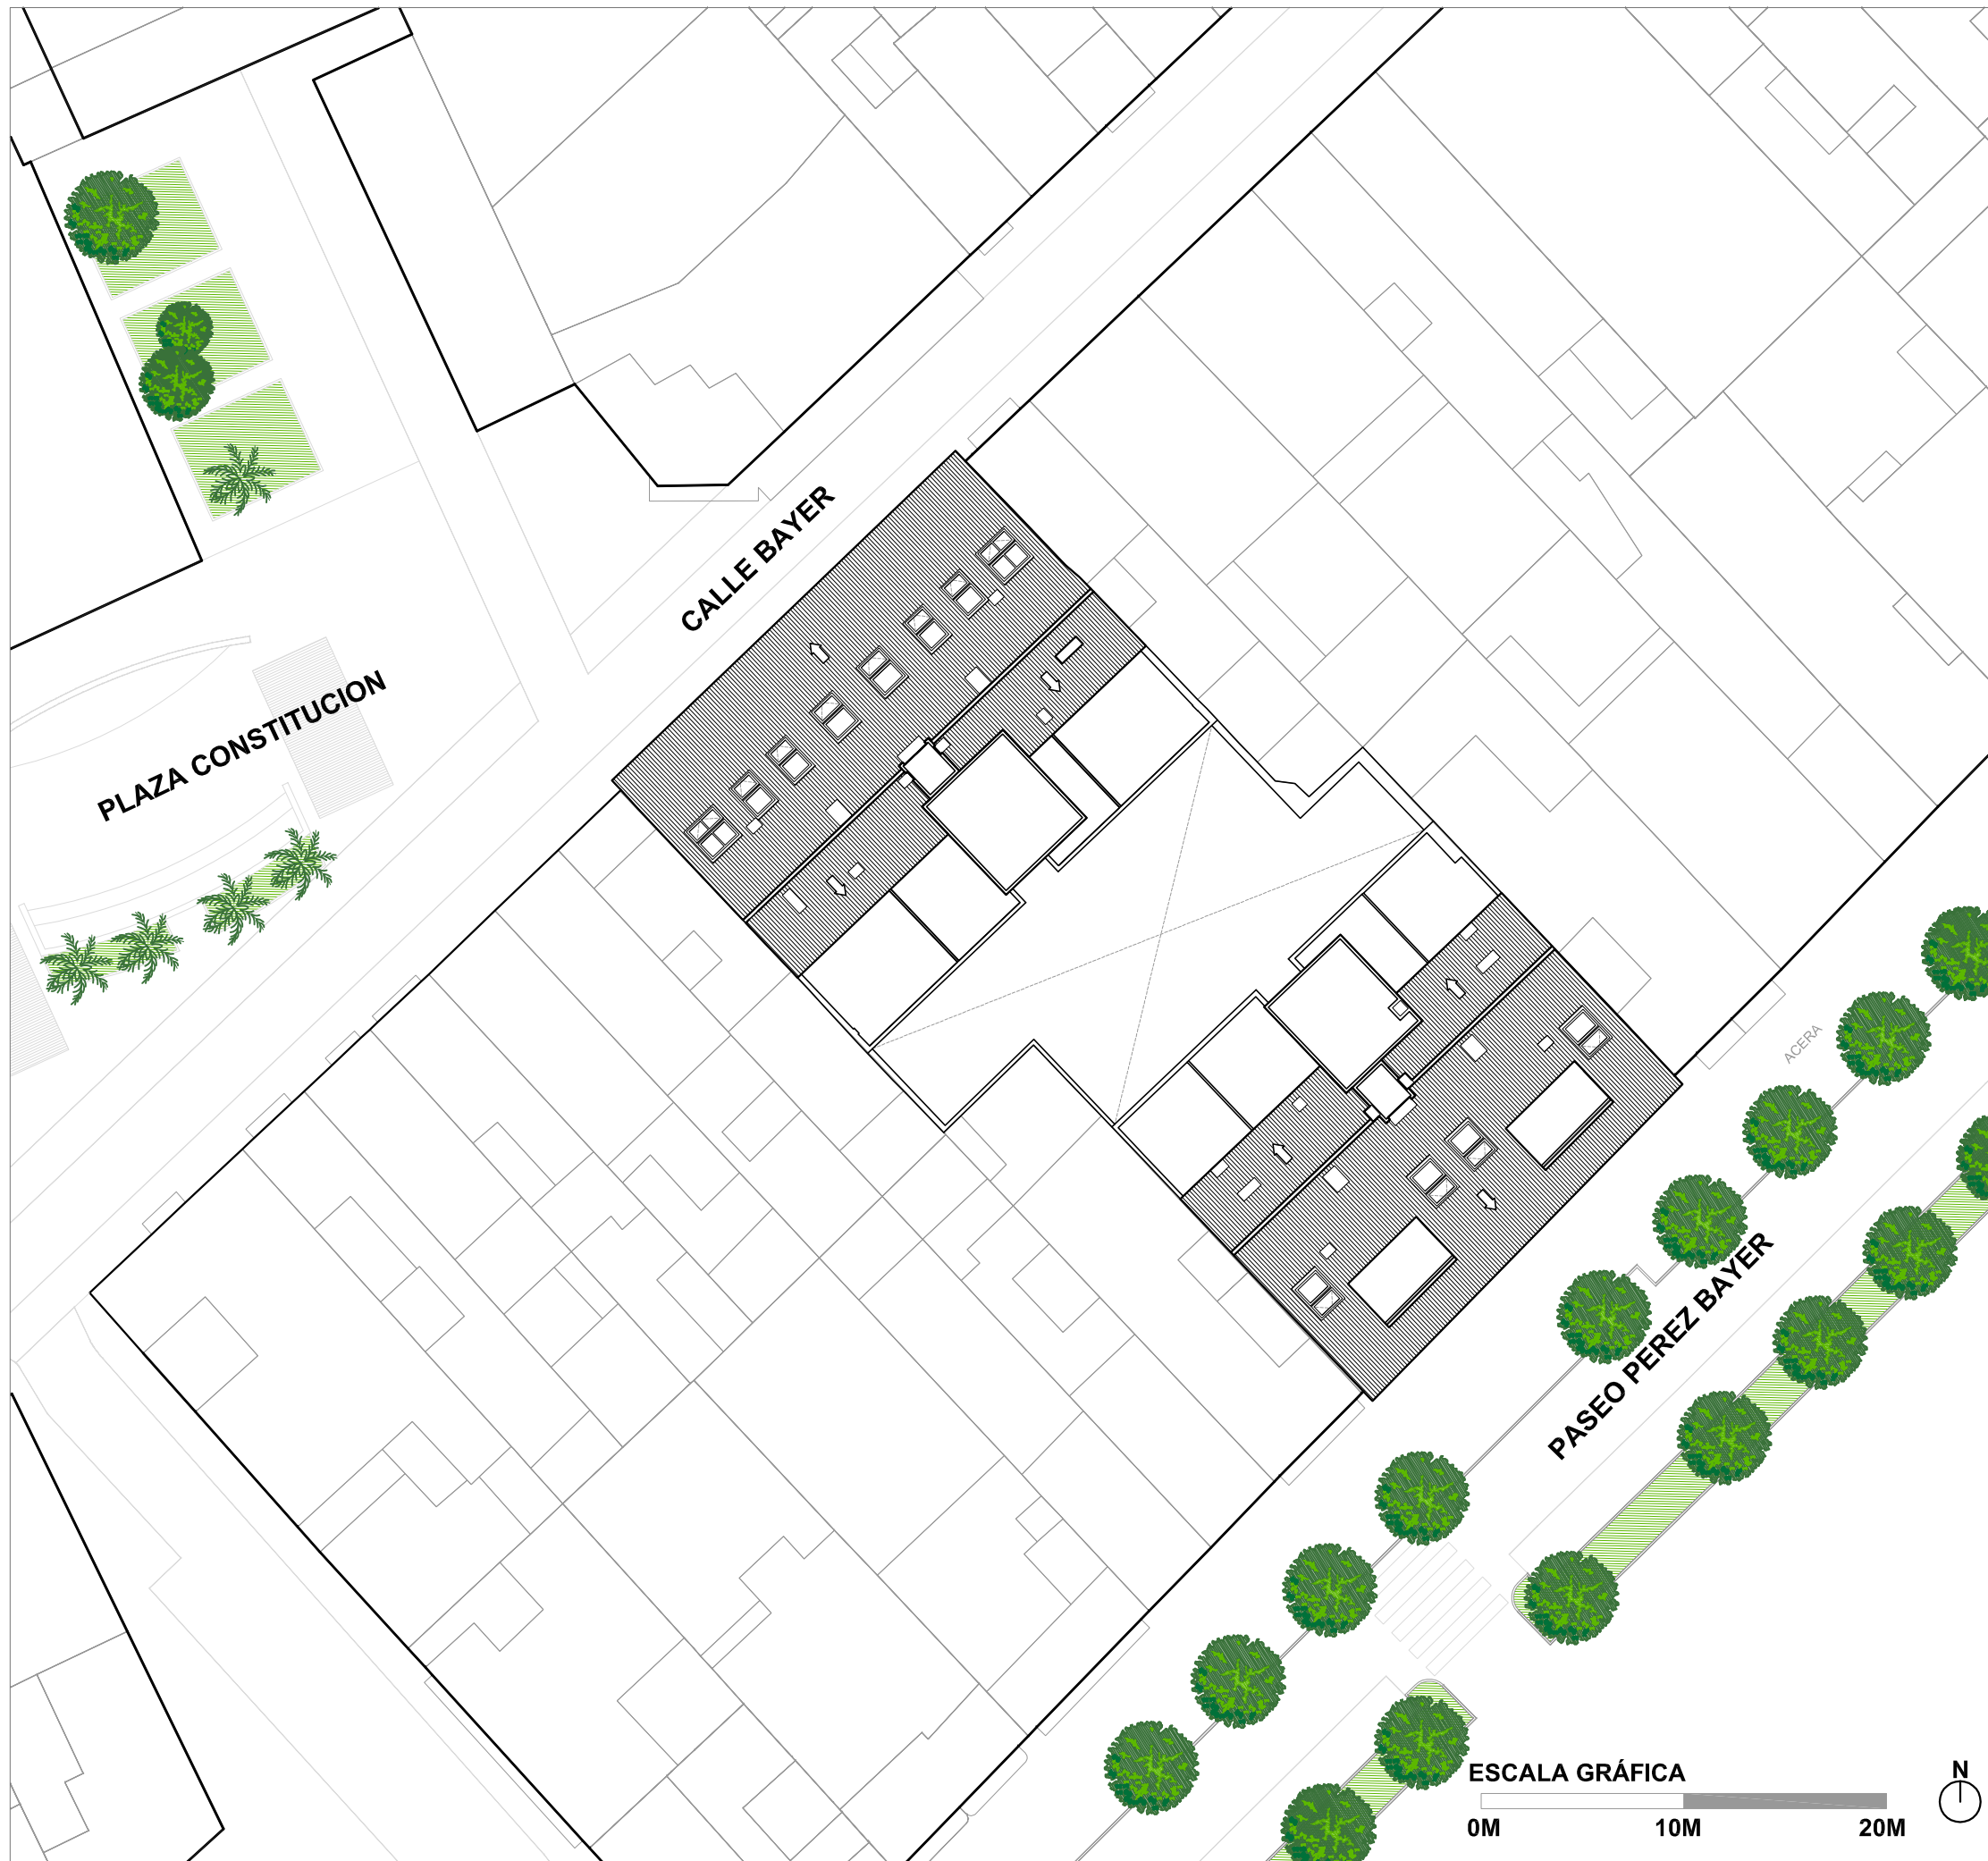 CALLE BAYER
PLAZA CONSTITUCION
ACERA
PASEO PEREZ BAYER
ESCALA GRÁFICA
N
0M 10M 20M